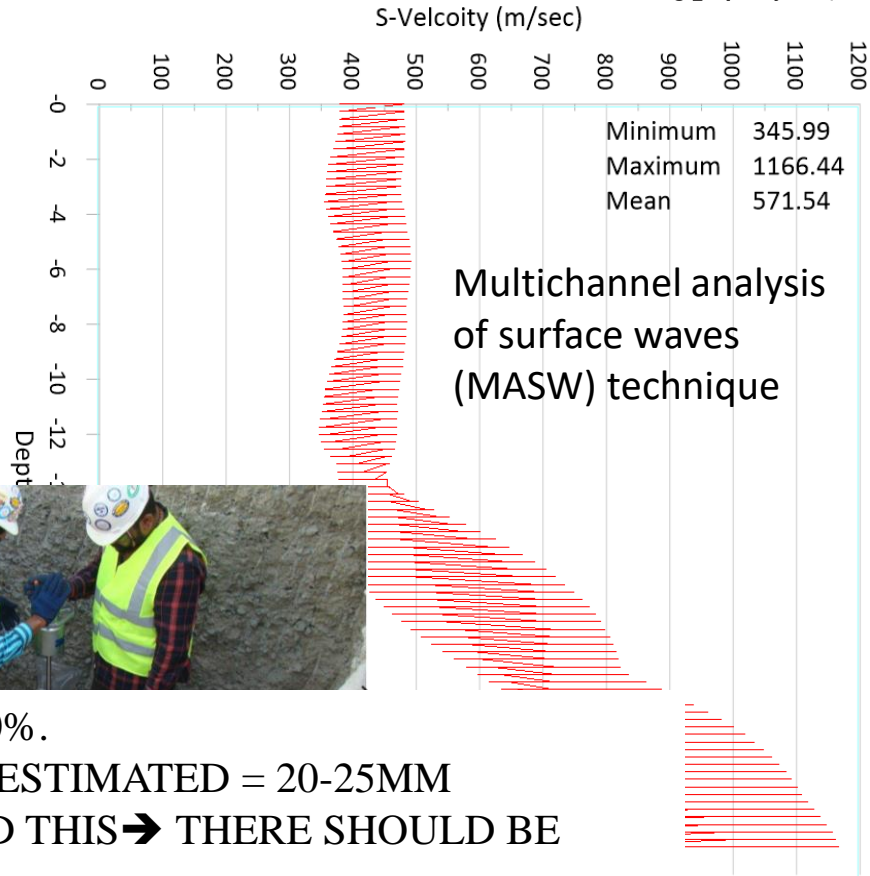 S-Velcoity (m/sec)
0 100 200 300 400 500 600 700 800 900 1000 1100 1200
-0
-2
-4
-6
-8
-10
-12
Minimum 345.99
Maximum 1166.44
Mean 571.54
Multichannel analysis
of surface waves
(MASW) technique
0%.
ESTIMATED = 20-25MM
THIS➔ THERE SHOULD BE